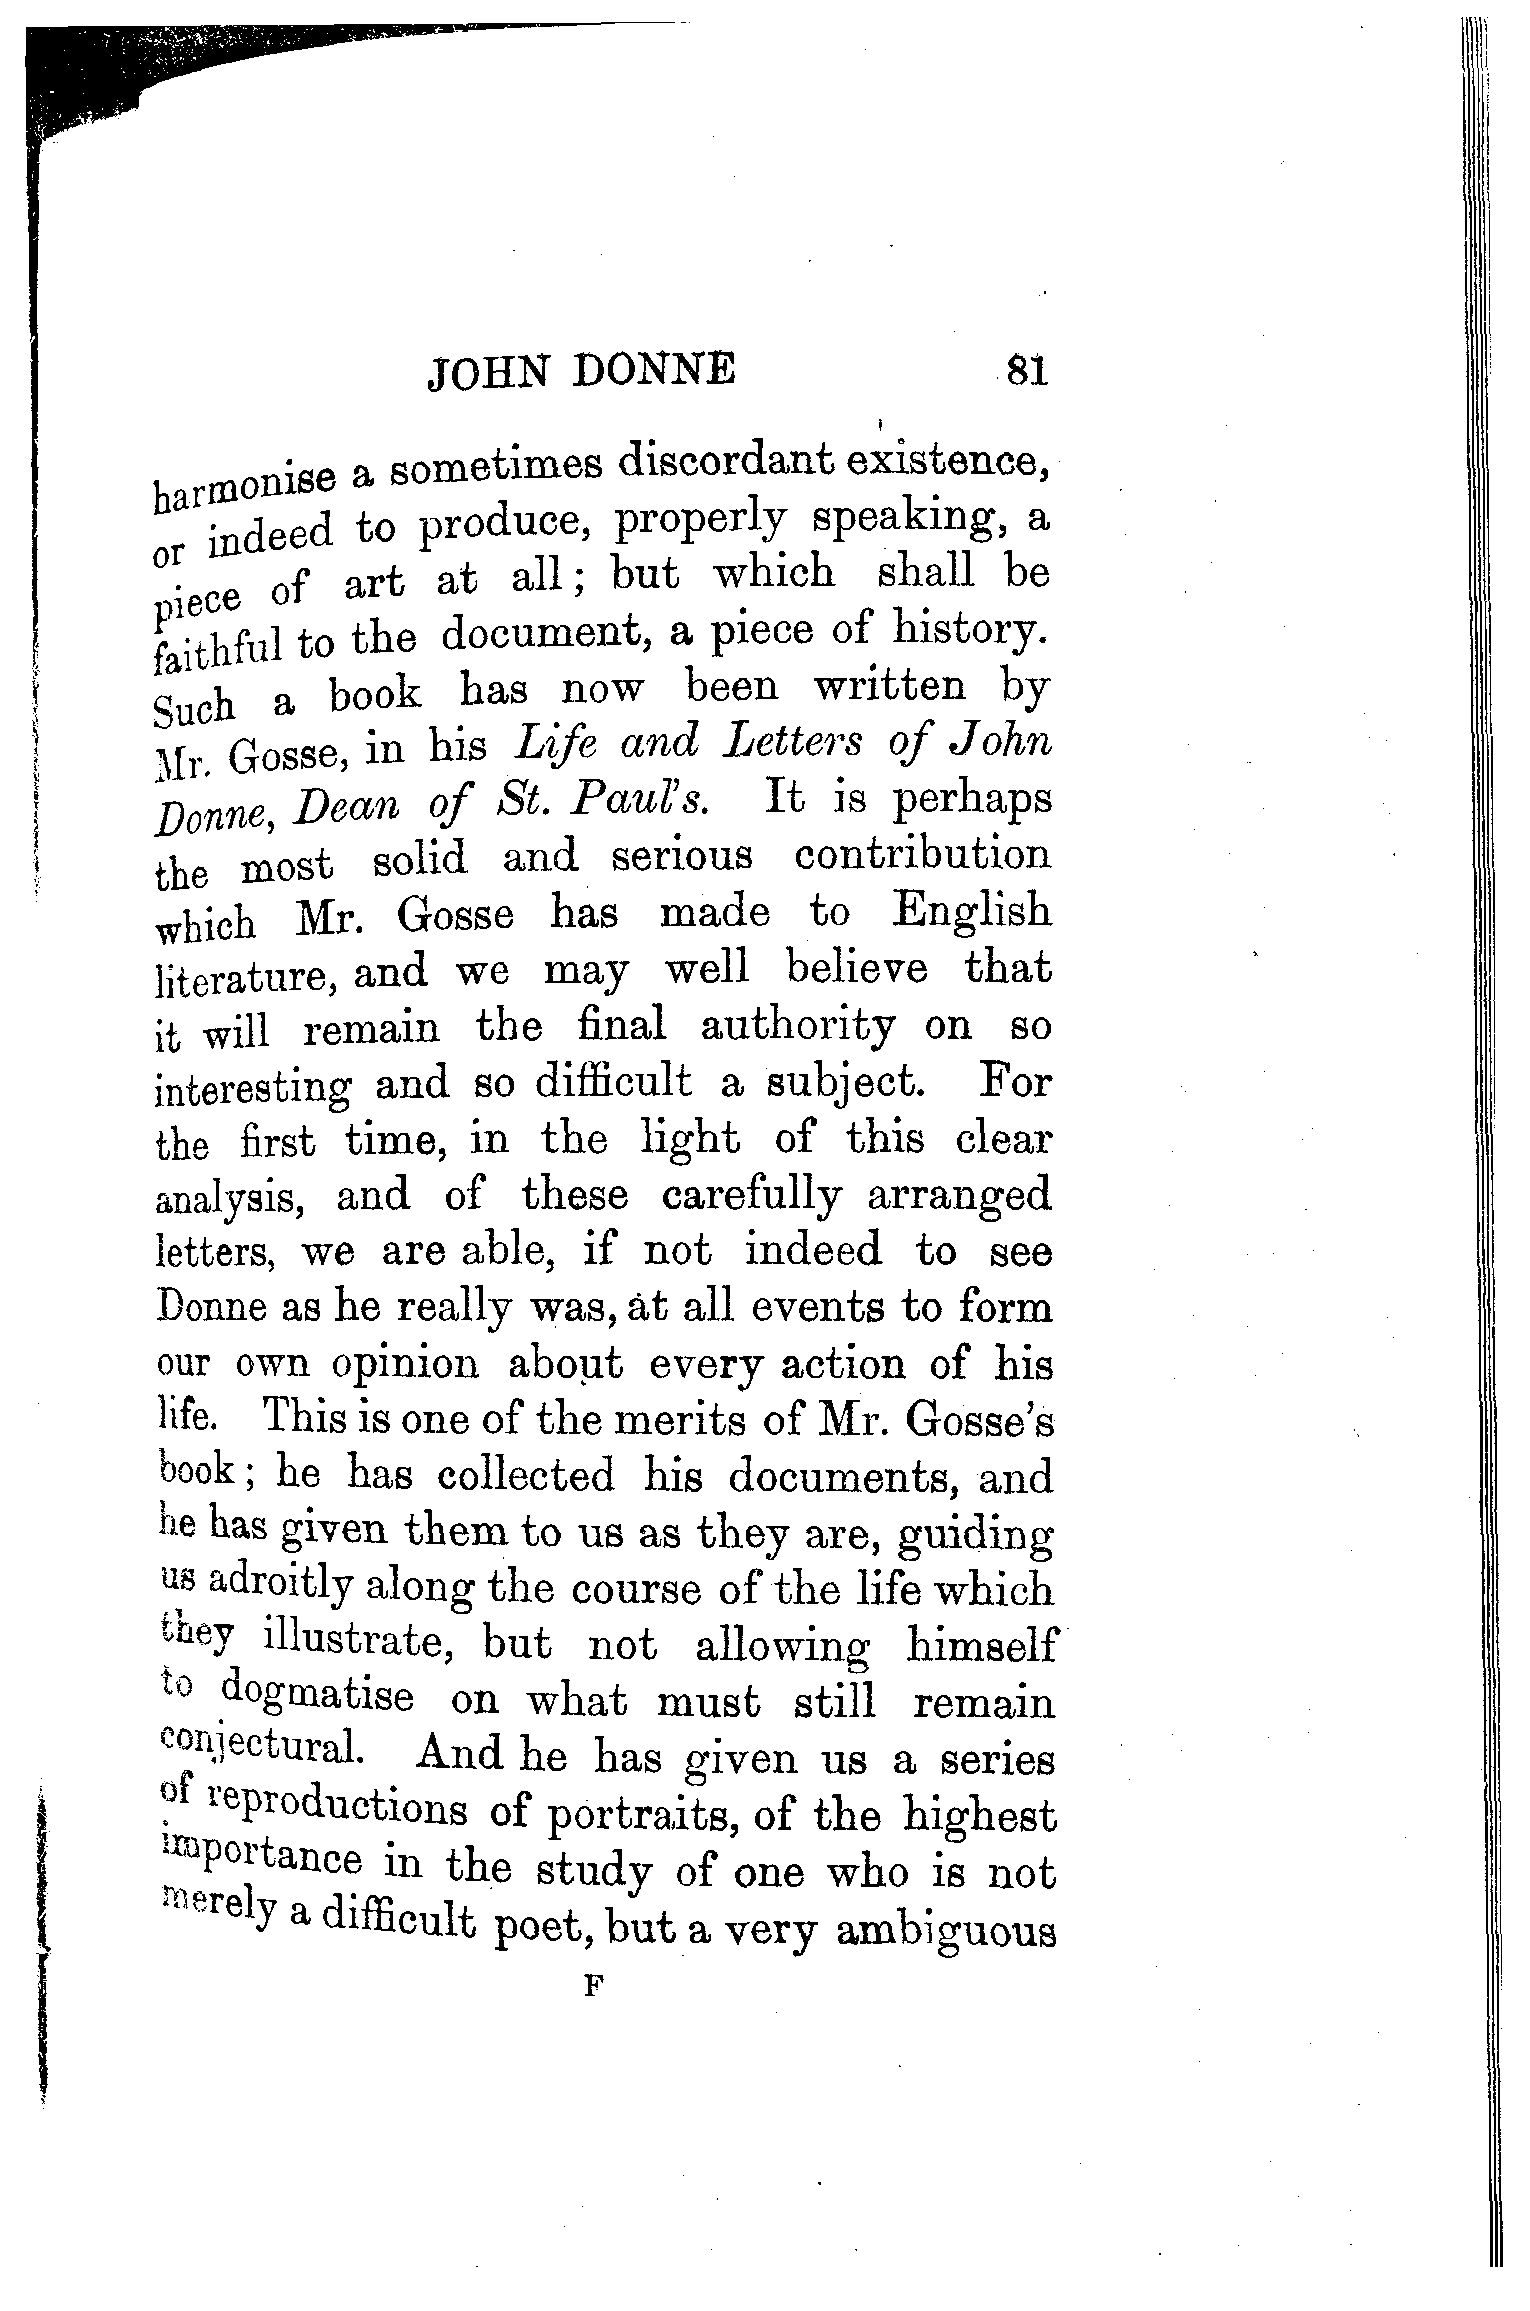 JOHN DONNE 81
harmonise a sometimes discordant existence,
or indeed to produce, properly speaking, a
piece of art at all; but which shall be
faithful to the document, a piece of history.
Such a book has now been written by
Mr. Gosse, in his Life and Letters of John
Donne, Dean of St. Paul's. It is perhaps
the most solid and serious contribution
which Mr. Gosse has made to English
literature, and we may well believe that
it will remain the final authority on so
interesting and so difficult a subject. For
the first time, in the light of this clear
analysis, and of these carefully arranged
letters, we are able, if not indeed to see
Donne as he really was, at all events to form
our own opinion about every action of his
life. This is one of the merits of Mr. Gosse's
book; he has collected his documents, and
he has given them to us as they are, guiding
us adroitly along the course of the life which
they illustrate, but not allowing himself
to dogmatise on what must still remain
conjectural. And he has given us a series
of reproductions of portraits, of the highest
importance in the study of one who is not
merely a difficult poet, but a very ambiguous
F